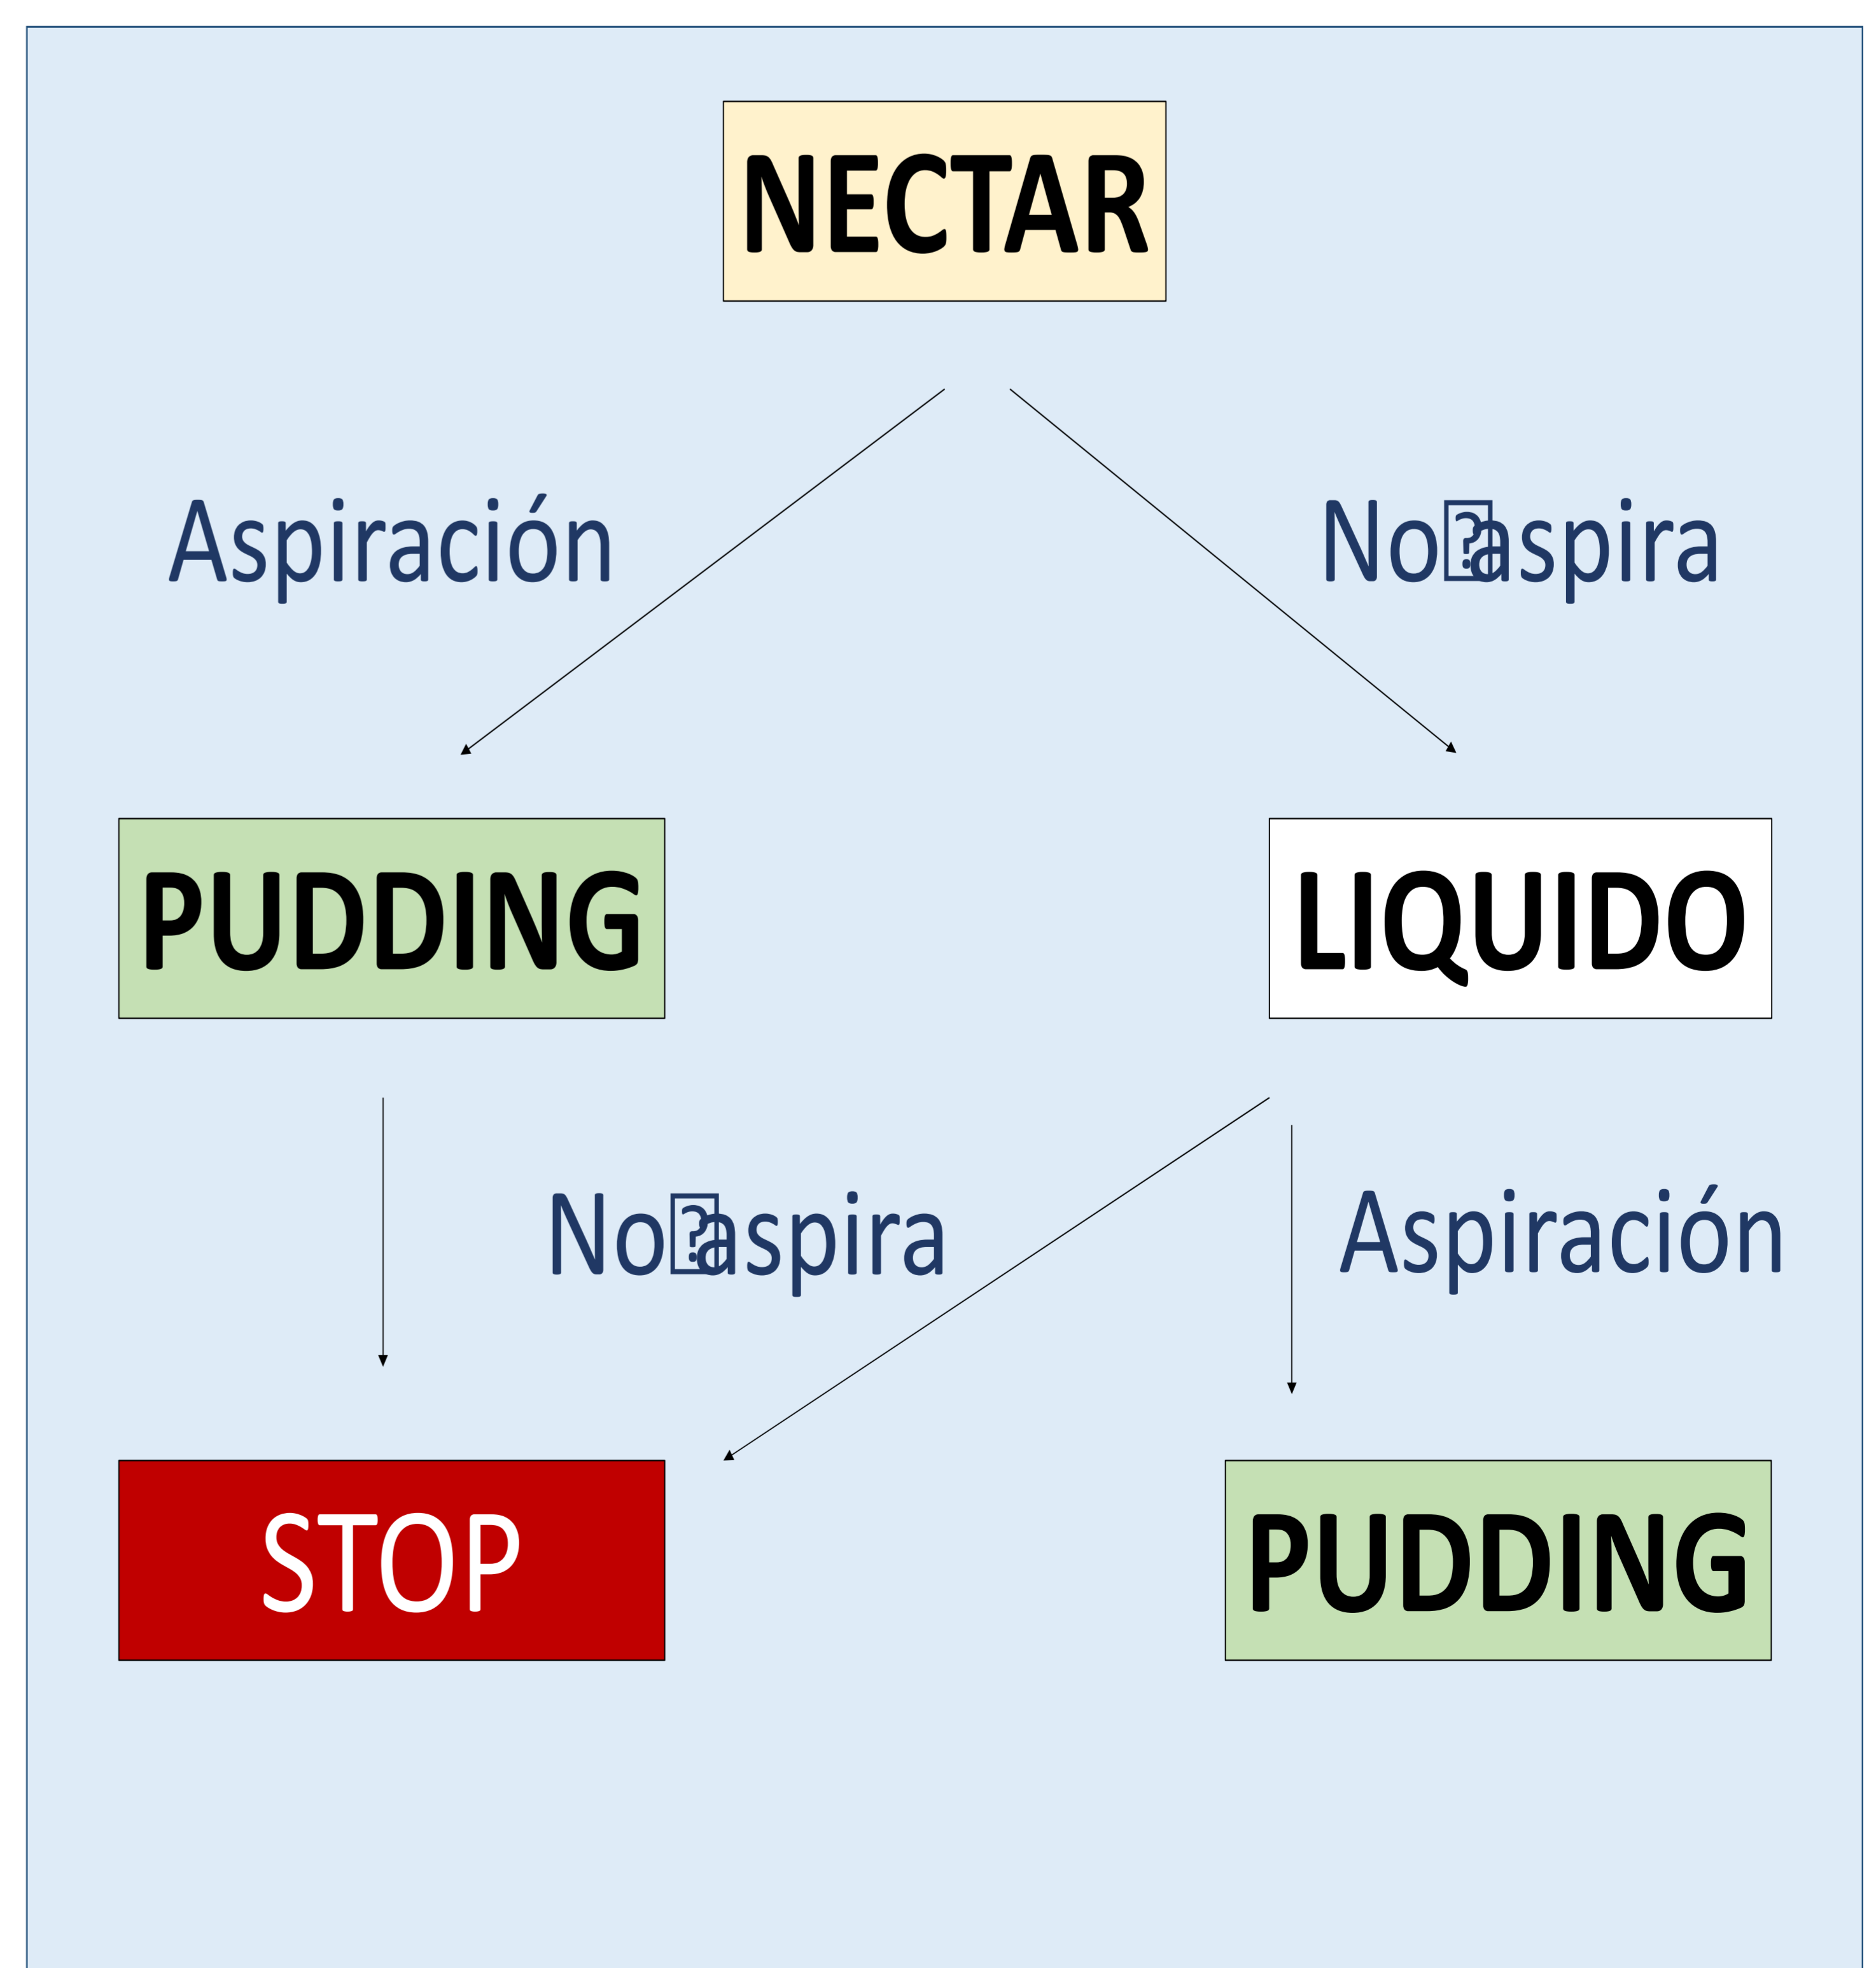 NECTAR
Aspiración
No aspira
PUDDING
LIQUIDO
No aspira
Aspiración
STOP
PUDDING